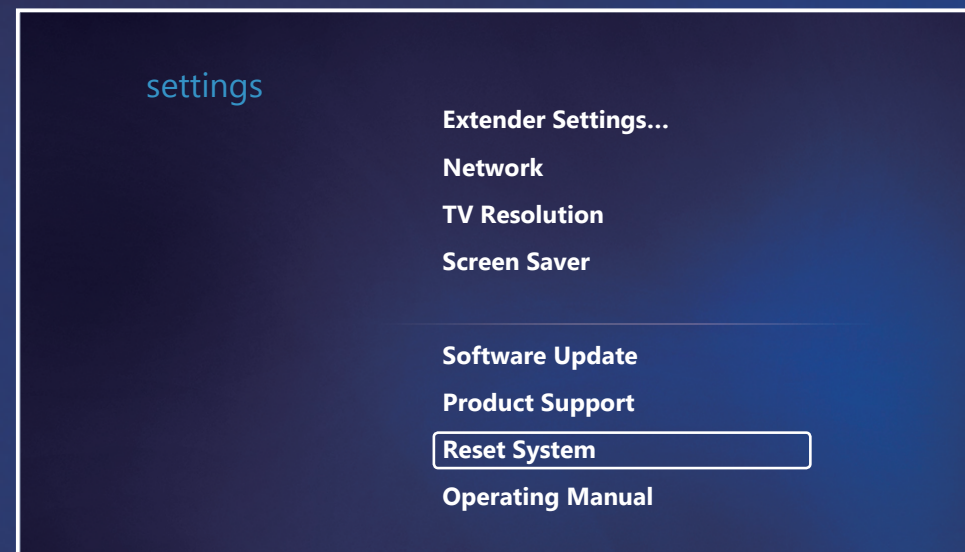 settings
Extender Settings...
Network
TV Resolution
Screen Saver
Software Update
Product Support
Reset System
Operating Manual